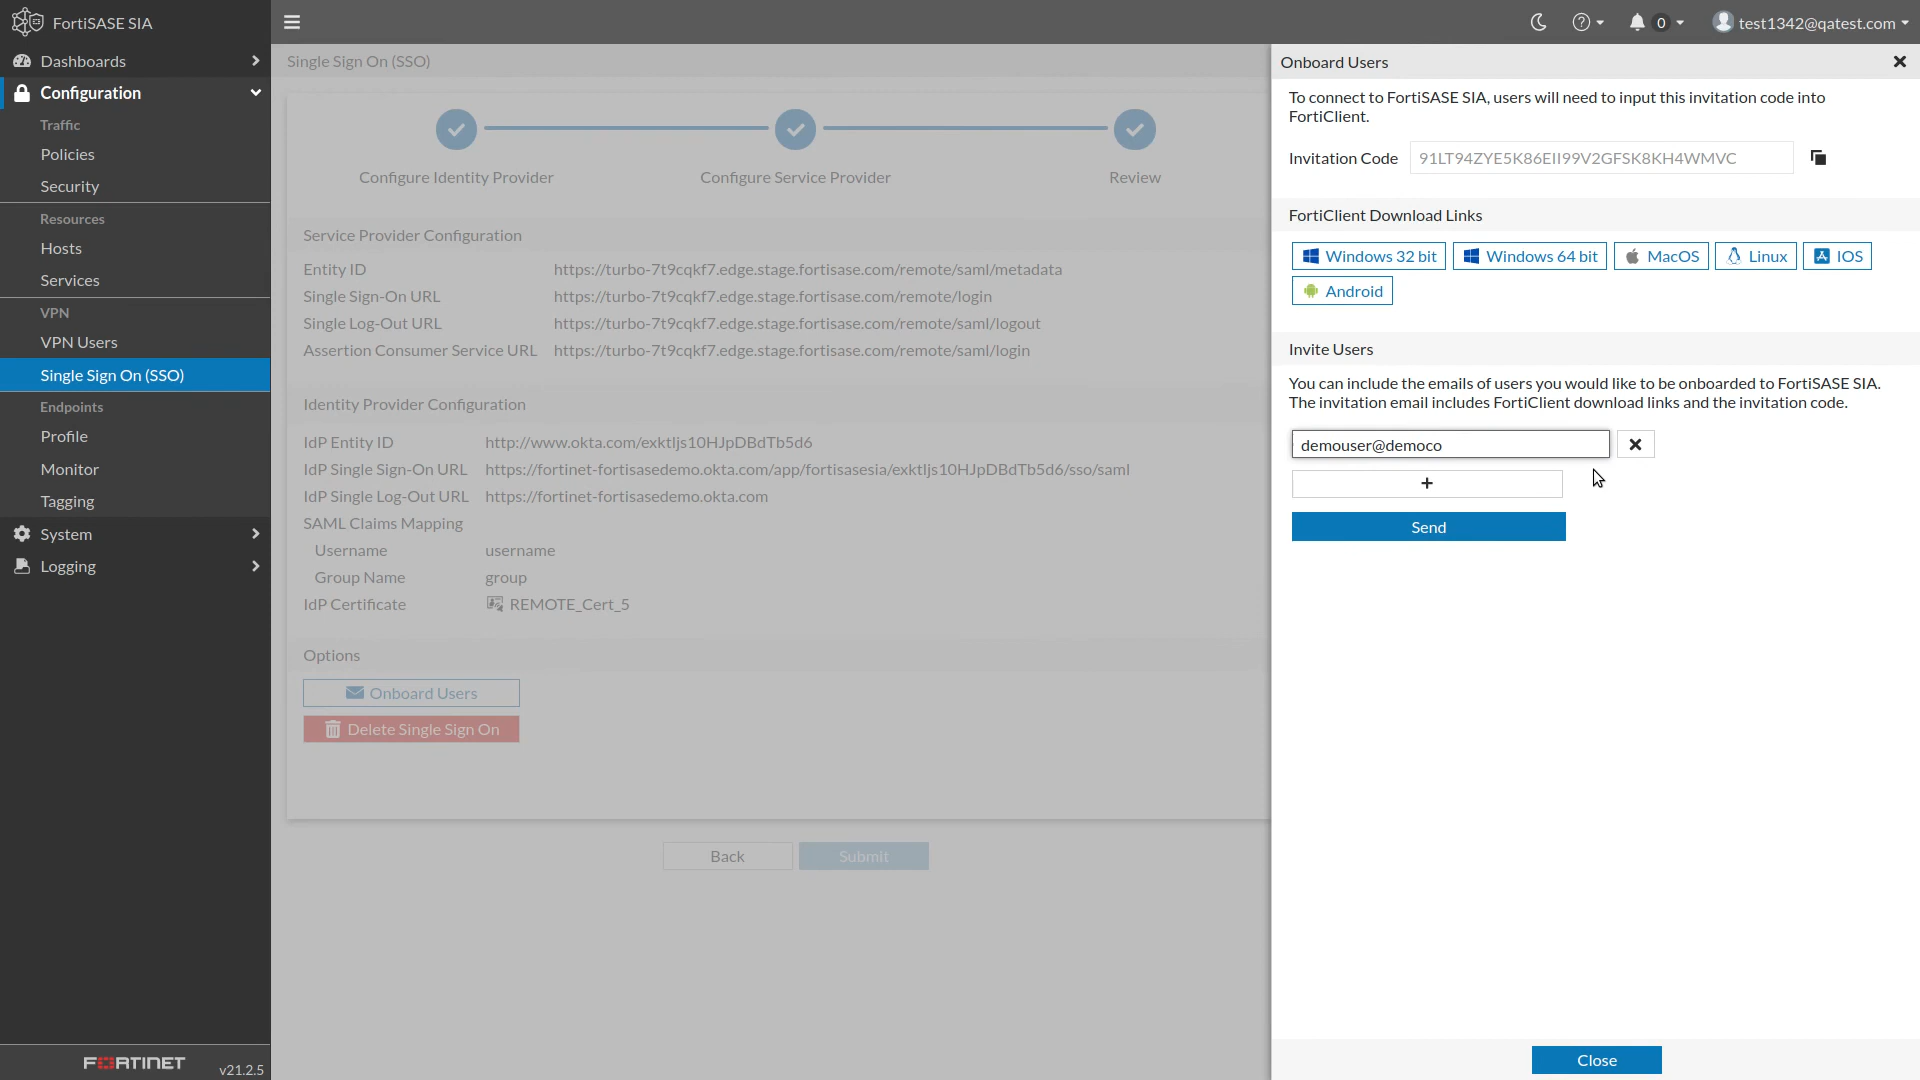 FortiSASE SIA
0
test1342@qatest.com
Dashboards
Configuration
Traffic
Policies
Security
Resources
Hosts
Services
VPN
VPN Users
Single Sign On (SSO)
Endpoints
Profile
Monitor
Tagging
System
Logging
FORTINET
v21.2.5
Single Sign On (SSO)
Configure Identity Provider
Configure Service Provider
Review
Service Provider Configuration
Entity ID https://turbo-7t9cqkf7.edge.stage.fortisase.com/remote/saml/metadata
Single Sign-On URL https://turbo-7t9cqkf7.edge.stage.fortisase.com/remote/login
Single Log-Out URL https://turbo-7t9cqkf7.edge.stage.fortisase.com/remote/saml/logout
Assertion Consumer Service URL https://turbo-7t9cqkf7.edge.stage.fortisase.com/remote/saml/login
Identity Provider Configuration
IdP Entity ID http://www.okta.com/exktljs10HJpDBdTb5d6
IdP Single Sign-On URL https://fortinet-fortisasedemo.okta.com/app/fortisasesia/exktljs10HJpDBdTb5d6/sso/saml
IdP Single Log-Out URL https://fortinet-fortisasedemo.okta.com
SAML Claims Mapping
Username username
Group Name group
IdP Certificate REMOTE_Cert_5
Options
Onboard Users
Delete Single Sign On
Back Submit
Onboard Users
To connect to FortiSASE SIA, users will need to input this invitation code into
FortiClient.
Invitation Code 91LT94ZYE5K86EII99V2GFSK8KH4WMVC
FortiClient Download Links
Windows 32 bit Windows 64 bit MacOS Linux IOS
Android
Invite Users
You can include the emails of users you would like to be onboarded to FortiSASE SIA.
The invitation email includes FortiClient download links and the invitation code.
demouser@democo
+
Send
Close